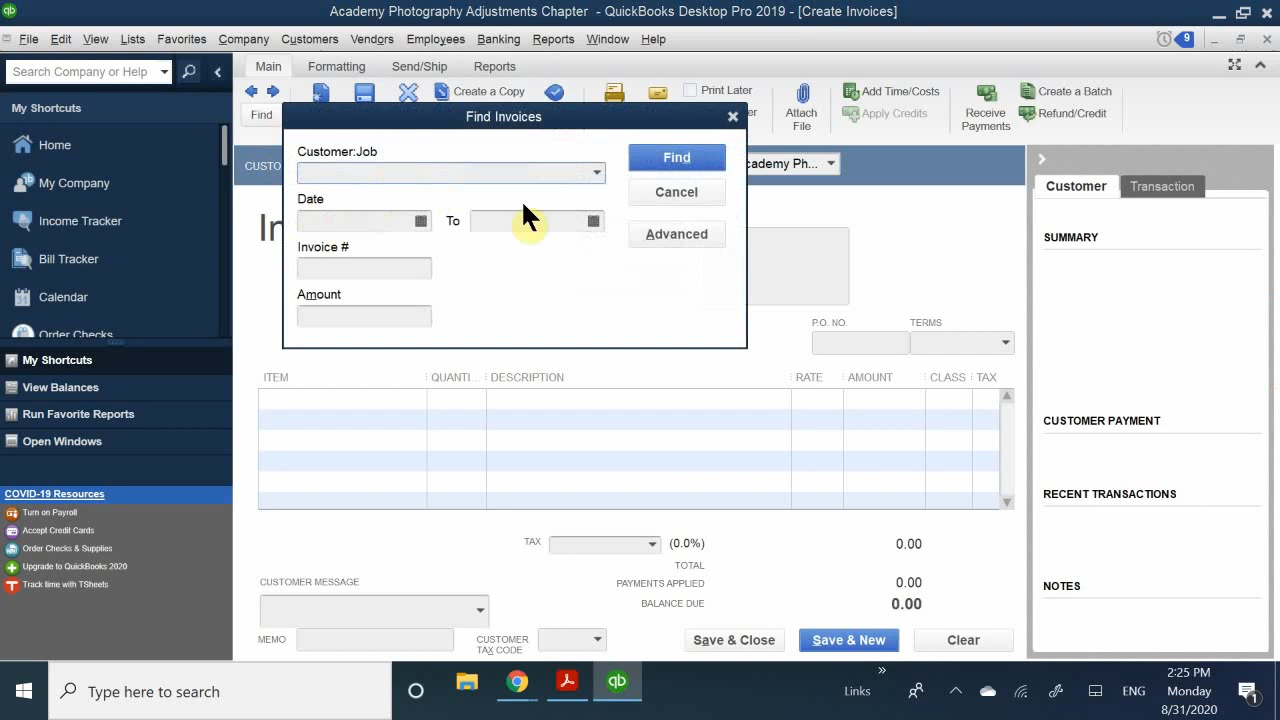 Academy Photography Adjustments Chapter - QuickBooks Desktop Pro 2019 - [Create Invoices]
File Edit View Lists Favorites Company Customers Vendors Employees Banking Reports Window Help
9
Search Company or Help
My Shortcuts
Home
My Company
Income Tracker
Bill Tracker
Calendar
Order Checks
My Shortcuts
View Balances
Run Favorite Reports
Open Windows
COVID-19 Resources
Turn on Payroll
Accept Credit Cards
Order Checks & Supplies
Upgrade to QuickBooks 2020
Track time with TSheets
Main Formatting Send/Ship Reports
Find
Create a Copy
Print Later
Attach
File
Add Time/Costs
Apply Credits
Receive
Payments
Create a Batch
Refund/Credit
Find Invoices
Customer:Job
Date
To
Invoice #
Amount
Find
Cancel
Advanced
CUSTO
cademy Ph...
In
P.O. NO. TERMS
ITEM QUANTI... DESCRIPTION RATE AMOUNT CLASS TAX
TAX (0.0%) 0.00
TOTAL
PAYMENTS APPLIED 0.00
BALANCE DUE 0.00
CUSTOMER MESSAGE
MEMO
CUSTOMER
TAX CODE
Save & Close Save & New Clear
Customer Transaction
SUMMARY
CUSTOMER PAYMENT
RECENT TRANSACTIONS
NOTES
Type here to search
qb
Links
ENG
2:25 PM
Monday
8/31/2020
1